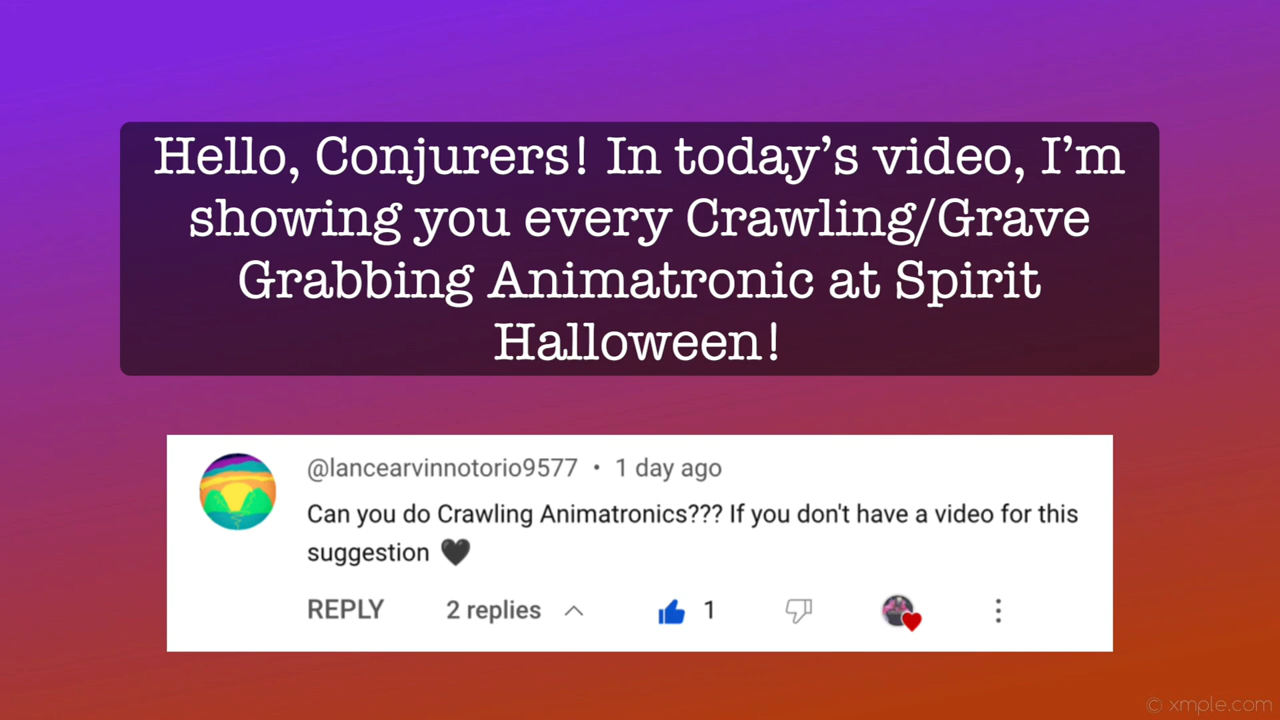 Hello, Conjurers! In today’s video, I’m
showing you every Crawling/Grave
Grabbing Animatronic at Spirit
Halloween!
@lancearvinnotorio9577 • 1 day ago
Can you do Crawling Animatronics??? If you don't have a video for this
suggestion 🖤
REPLY 2 replies 1
© xmple.com